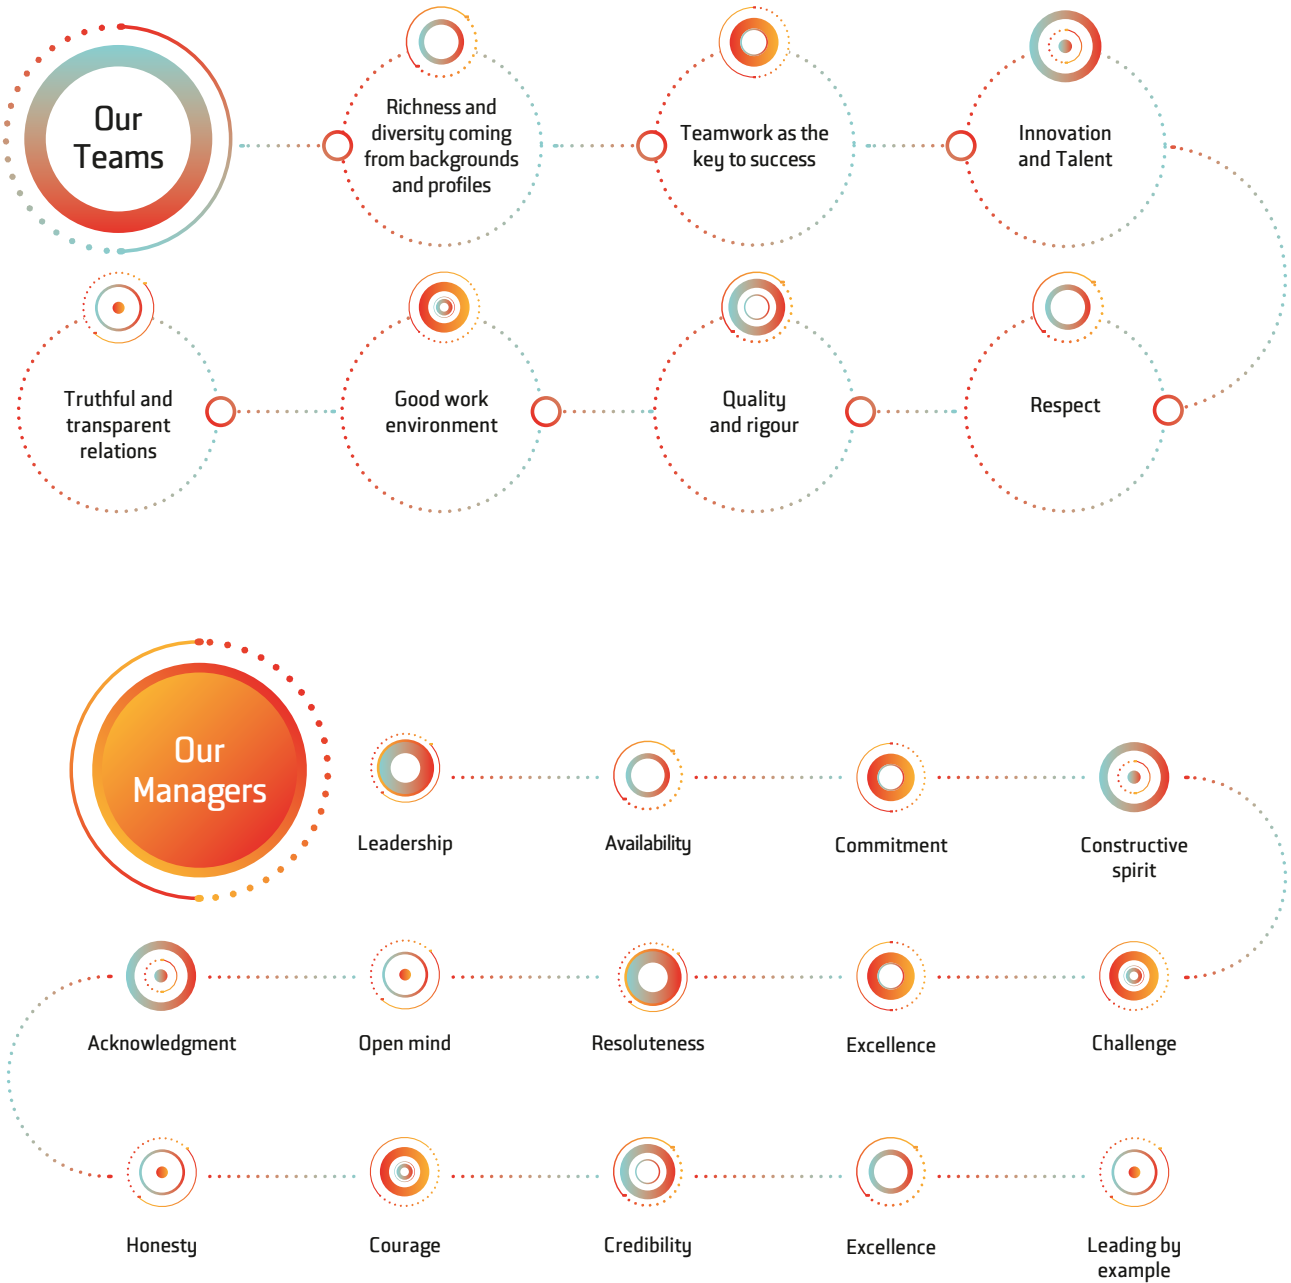 Our
Teams
Richness and
diversity coming
from backgrounds
and profiles
Teamwork as the
key to success
Innovation
and Talent
Truthful and
transparent
relations
Good work
environment
Quality
and rigour
Respect
Our
Managers
Leadership
Availability
Commitment
Constructive
spirit
Acknowledgment
Open mind
Resoluteness
Excellence
Challenge
Honesty
Courage
Credibility
Excellence
Leading by
example